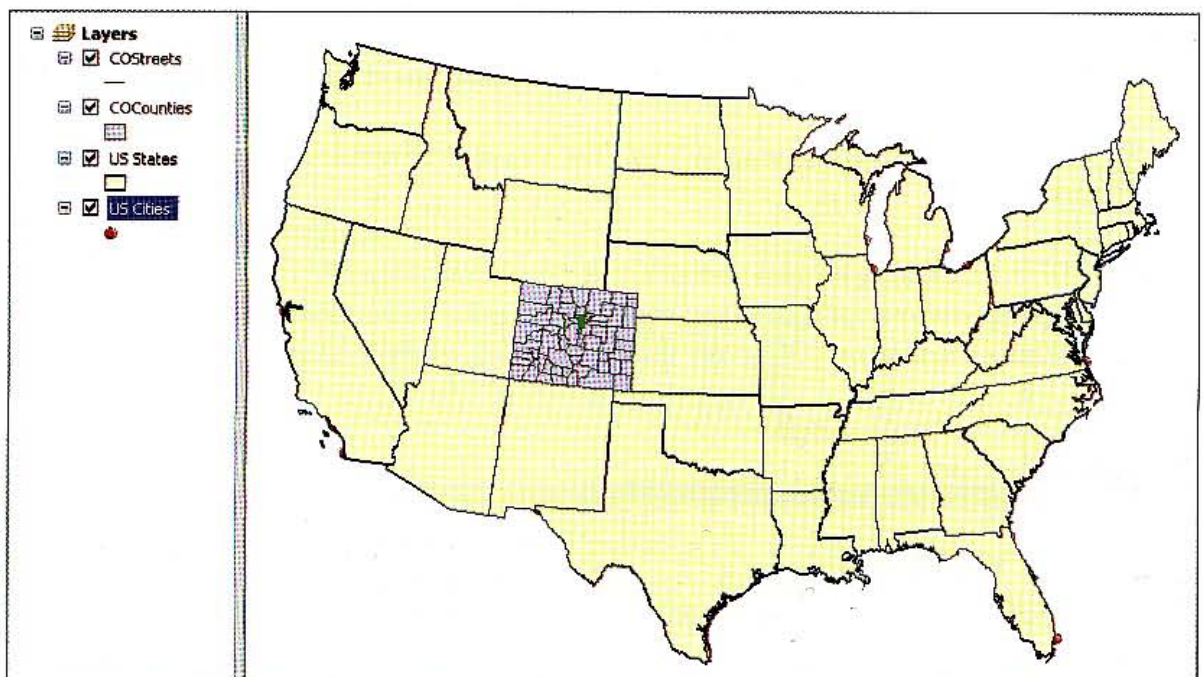 Layers
COStreets
COCounties
US States
US Cities